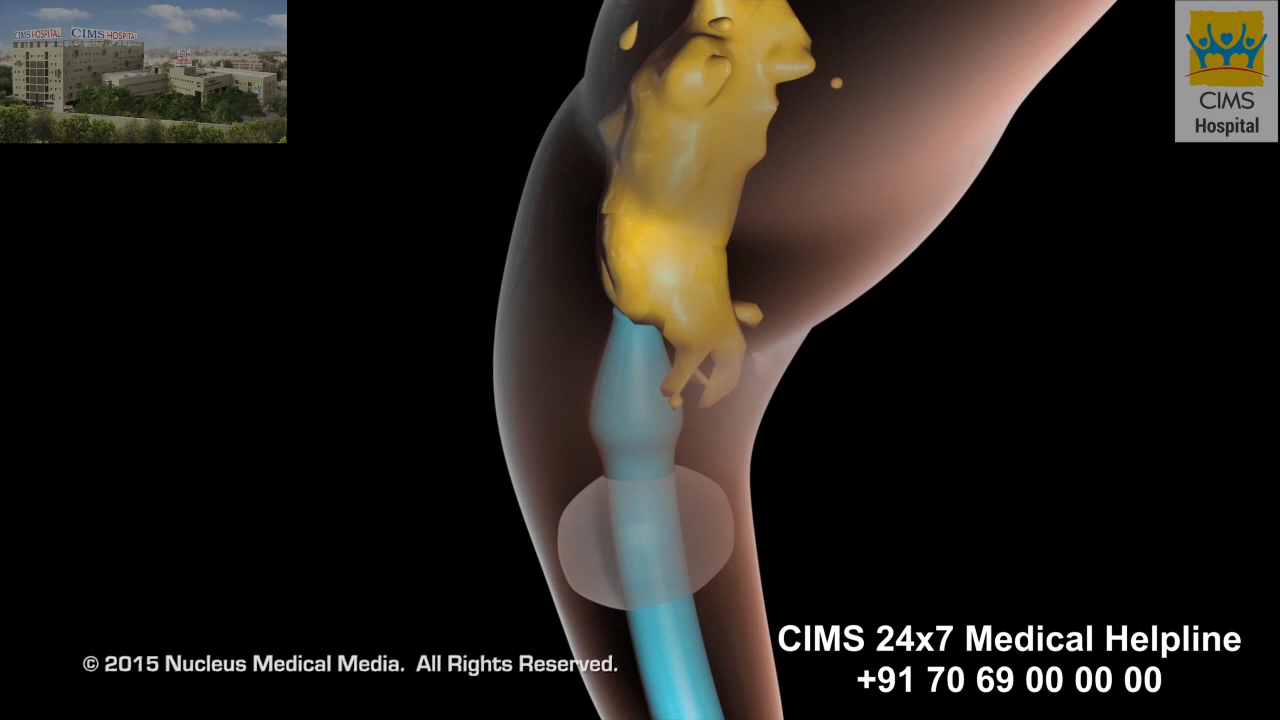 CIMS HOSPITAL CIMS HOSPITAL
CIMS
Hospital
CIMS 24x7 Medical Helpline
+91 70 69 00 00 00
© 2015 Nucleus Medical Media. All Rights Reserved.